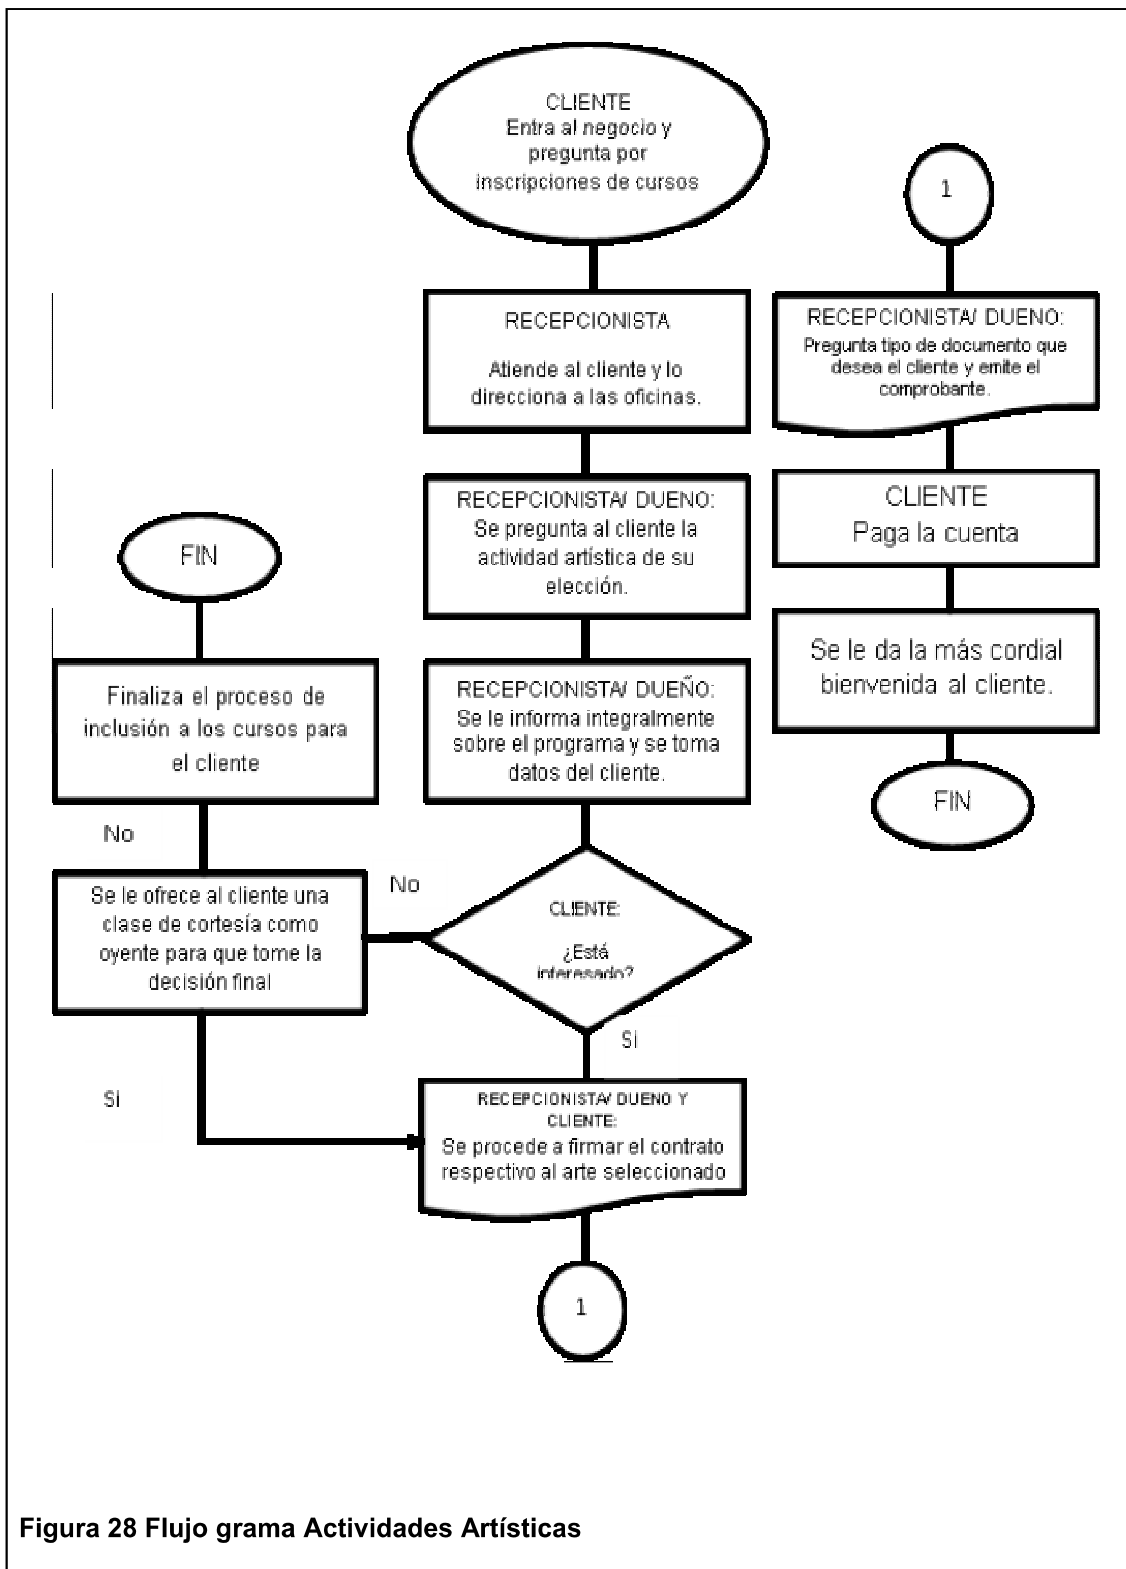 CLIENTE
Entra al negocio y
pregunta por
inscripciones de cursos
RECEPCIONISTA
Atiende al cliente y lo
direcciona a las oficinas.
RECEPCIONISTA/ DUENO:
Se pregunta al cliente la
actividad artística de su
elección.
RECEPCIONISTA/ DUEÑO:
Se le informa integralmente
sobre el programa y se toma
datos del cliente.
CLIENTE:
¿Está
interesado?
No
Si
Se le ofrece al cliente una
clase de cortesía como
oyente para que tome la
decisión final
No
Si
Finaliza el proceso de
inclusión a los cursos para
el cliente
FIN
RECEPCIONISTA/ DUENO Y
CLIENTE:
Se procede a firmar el contrato
respectivo al arte seleccionado
1
1
RECEPCIONISTA/ DUENO:
Pregunta tipo de documento que
desea el cliente y emite el
comprobante.
CLIENTE
Paga la cuenta
Se le da la más cordial
bienvenida al cliente.
FIN
Figura 28 Flujo grama Actividades Artísticas